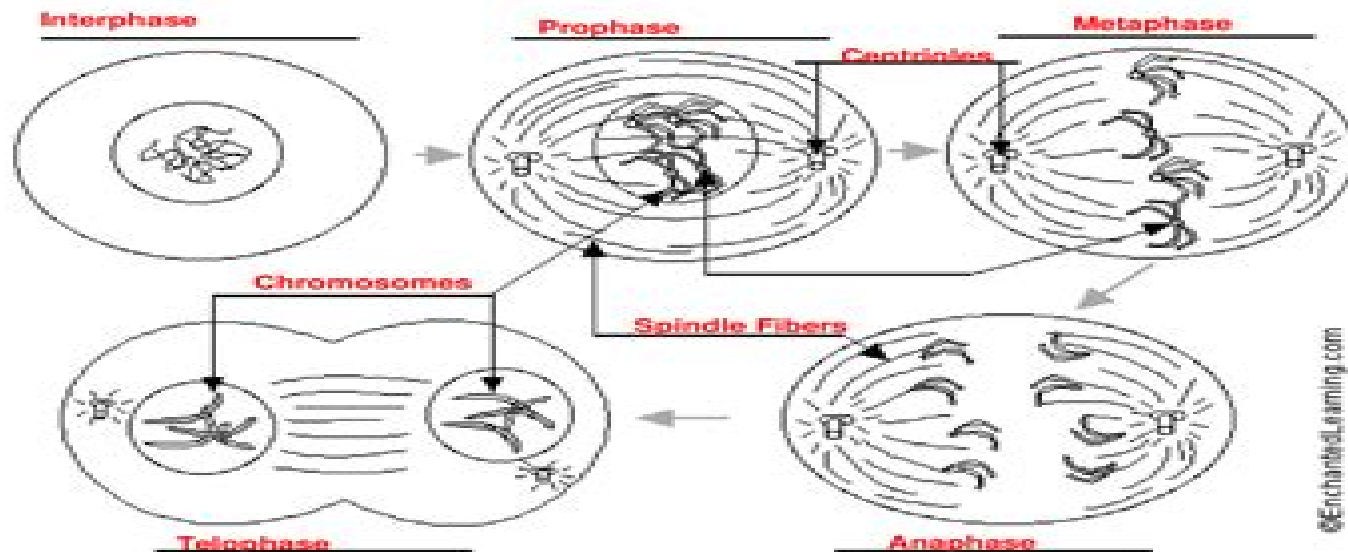 Interphase
Prophase
Metaphase
Centrioles
Chromosomes
Spindle Fibers
Telophase
Anaphase
©EnchantedLearning.com